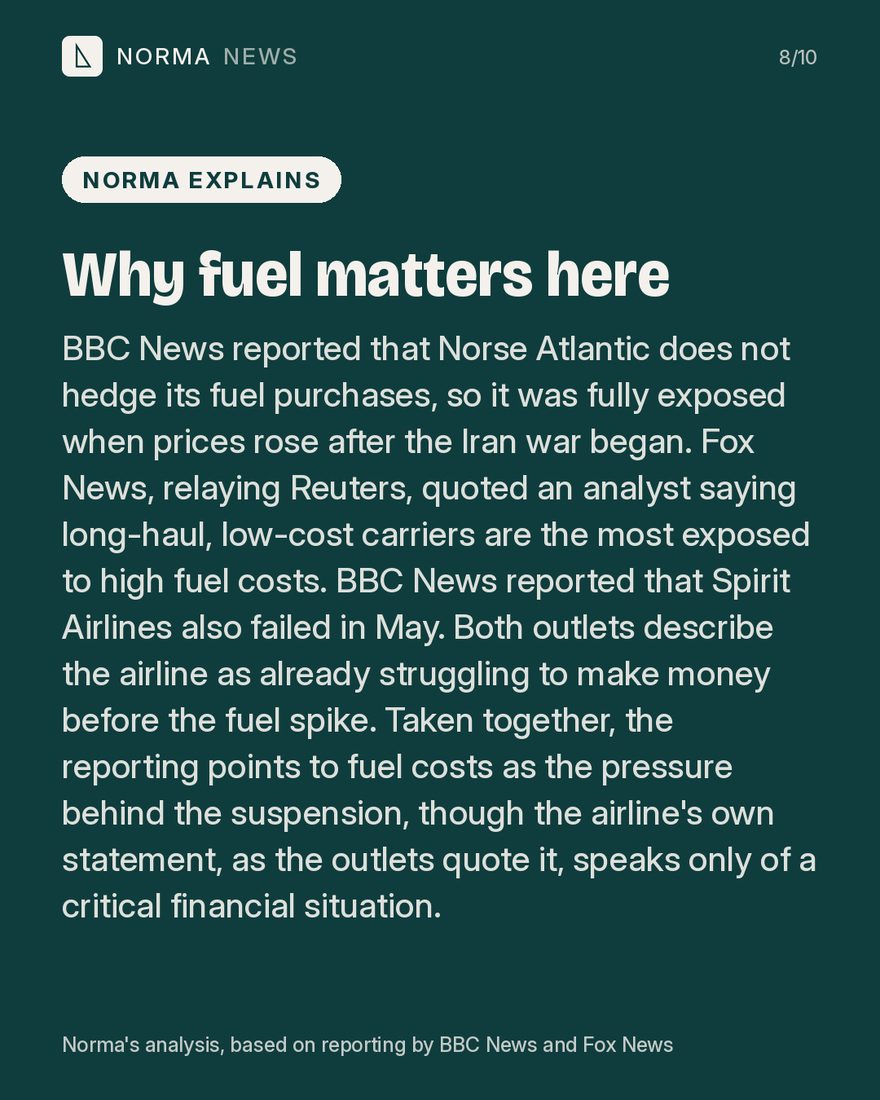 NORMA NEWS
8/10
NORMA EXPLAINS
Why fuel matters here
BBC News reported that Norse Atlantic does not
hedge its fuel purchases, so it was fully exposed
when prices rose after the Iran war began. Fox
News, relaying Reuters, quoted an analyst saying
long-haul, low-cost carriers are the most exposed
to high fuel costs. BBC News reported that Spirit
Airlines also failed in May. Both outlets describe
the airline as already struggling to make money
before the fuel spike. Taken together, the
reporting points to fuel costs as the pressure
behind the suspension, though the airline's own
statement, as the outlets quote it, speaks only of a
critical financial situation.
Norma's analysis, based on reporting by BBC News and Fox News